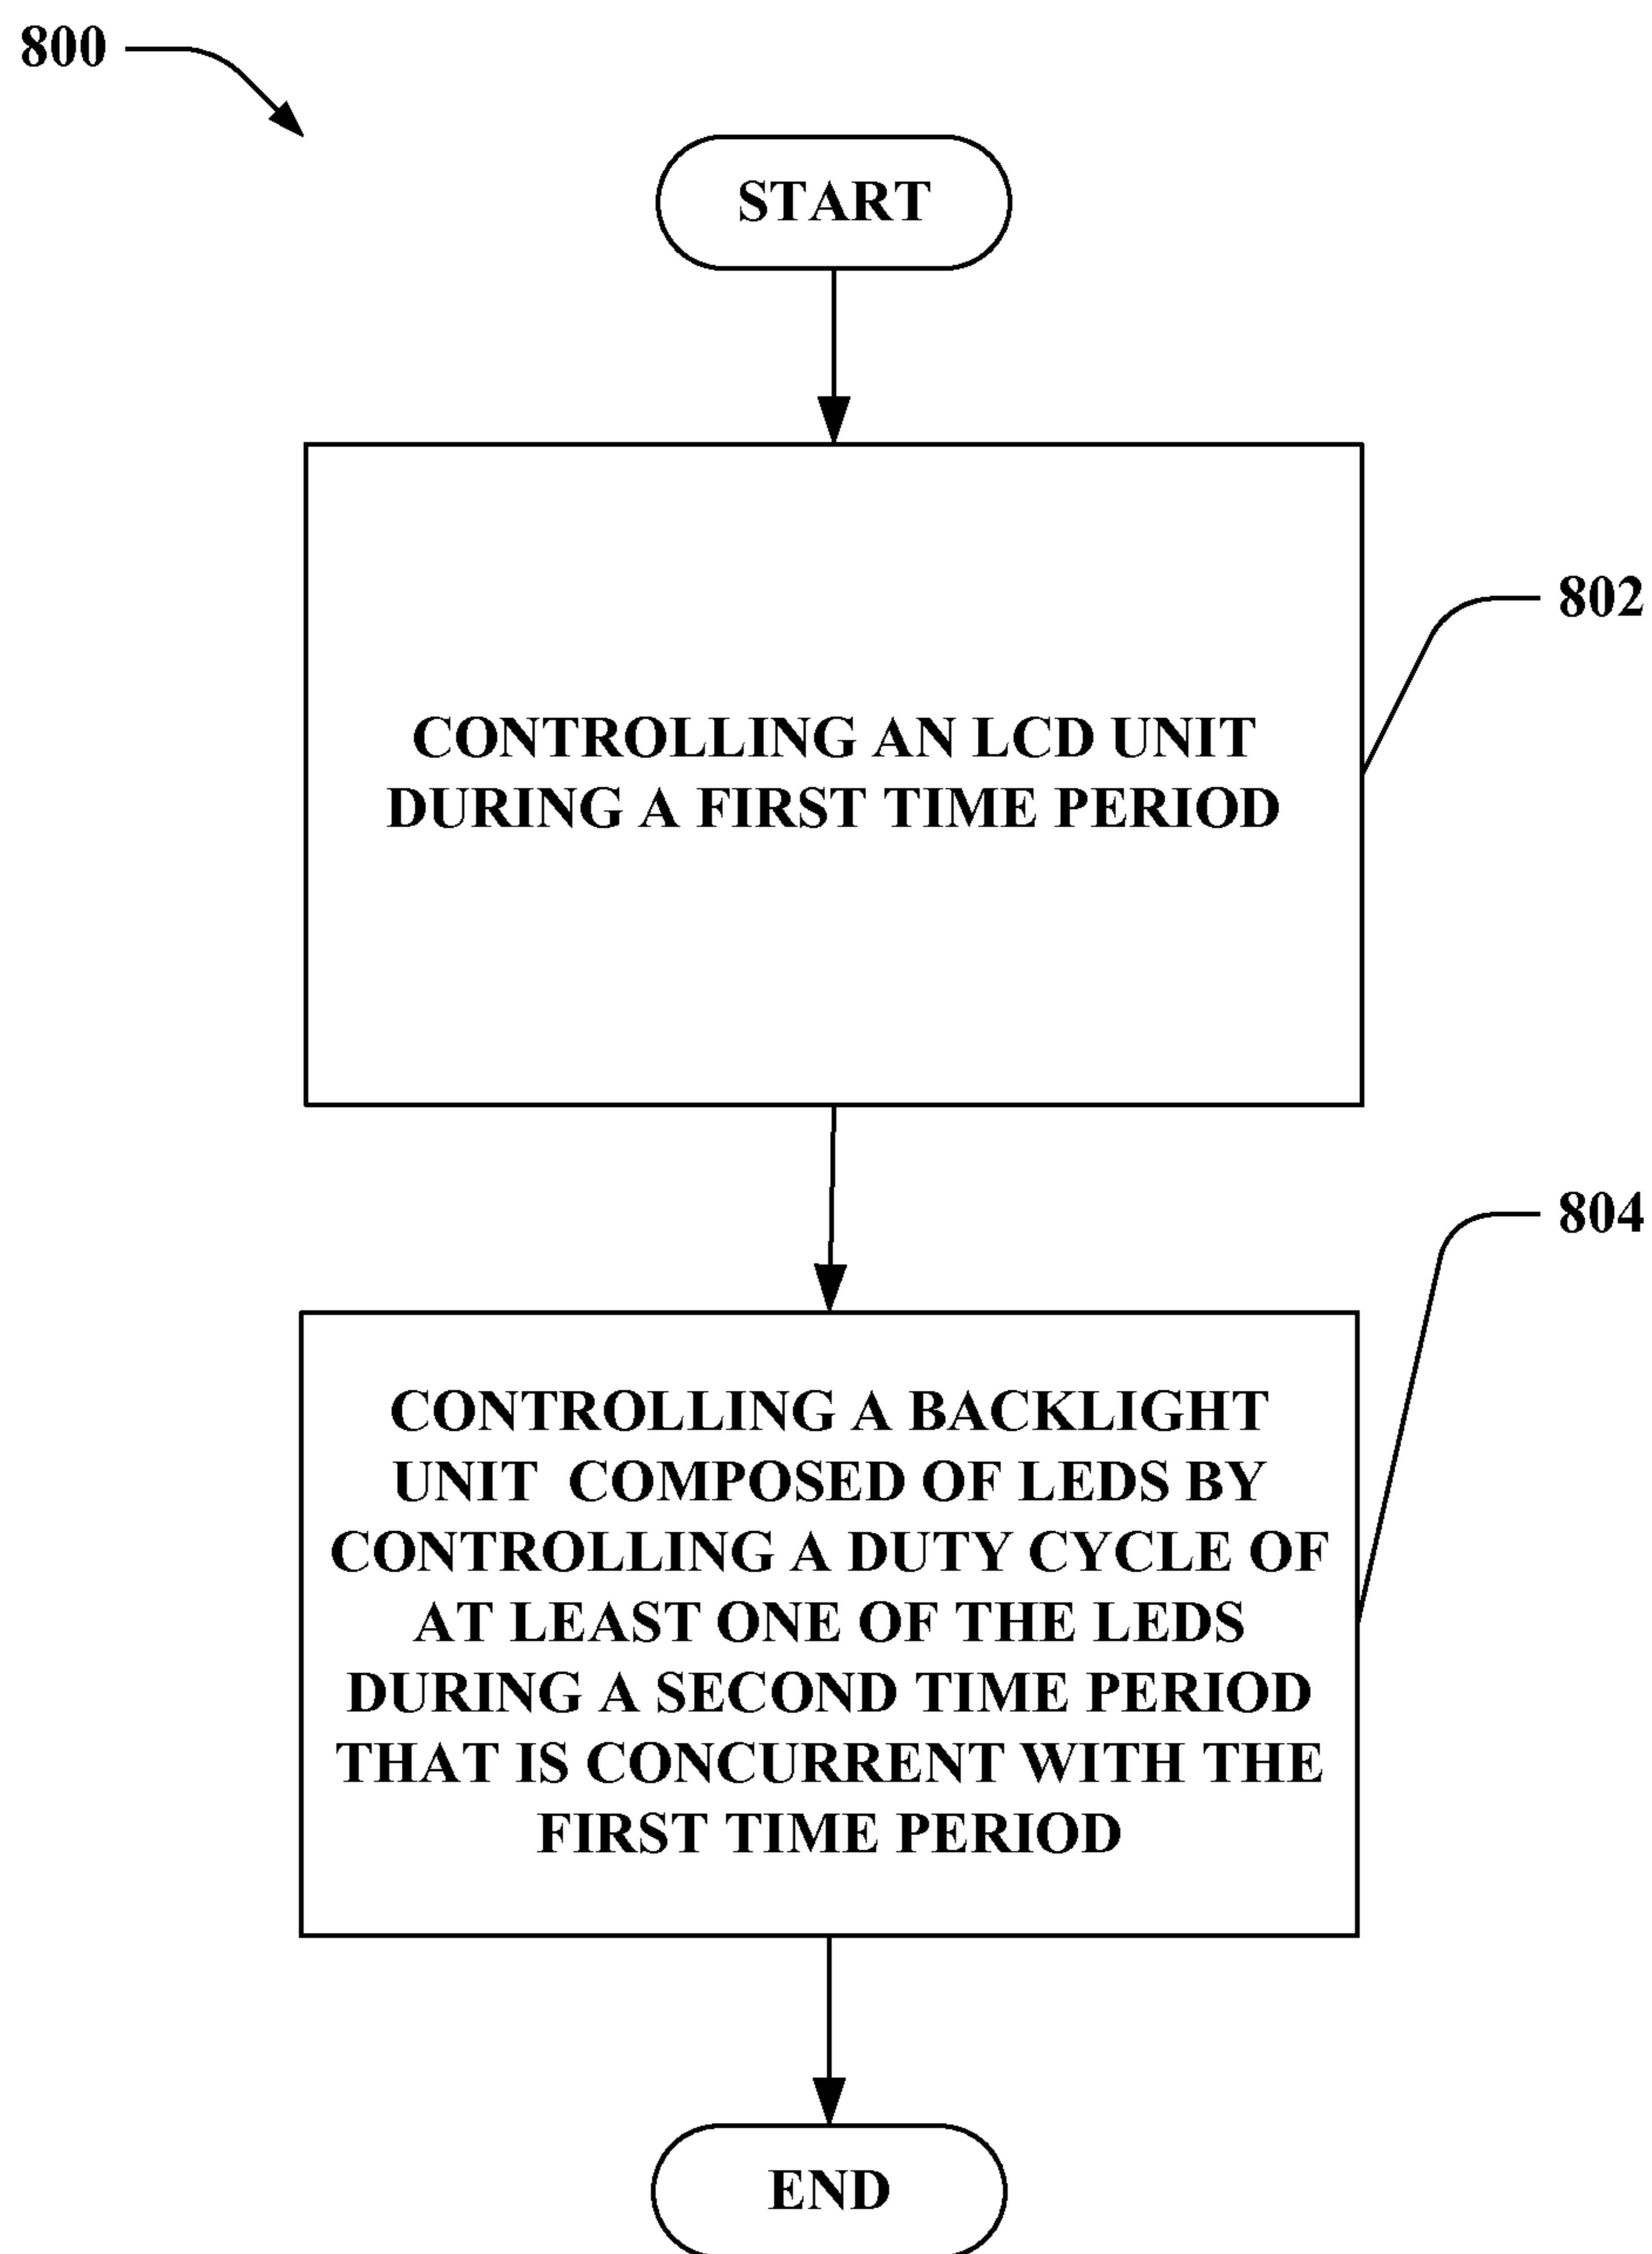 800
START
802
CONTROLLING AN LCD UNIT
DURING A FIRST TIME PERIOD
804
CONTROLLING A BACKLIGHT
UNIT COMPOSED OF LEDS BY
CONTROLLING A DUTY CYCLE OF
AT LEAST ONE OF THE LEDS
DURING A SECOND TIME PERIOD
THAT IS CONCURRENT WITH THE
FIRST TIME PERIOD
END